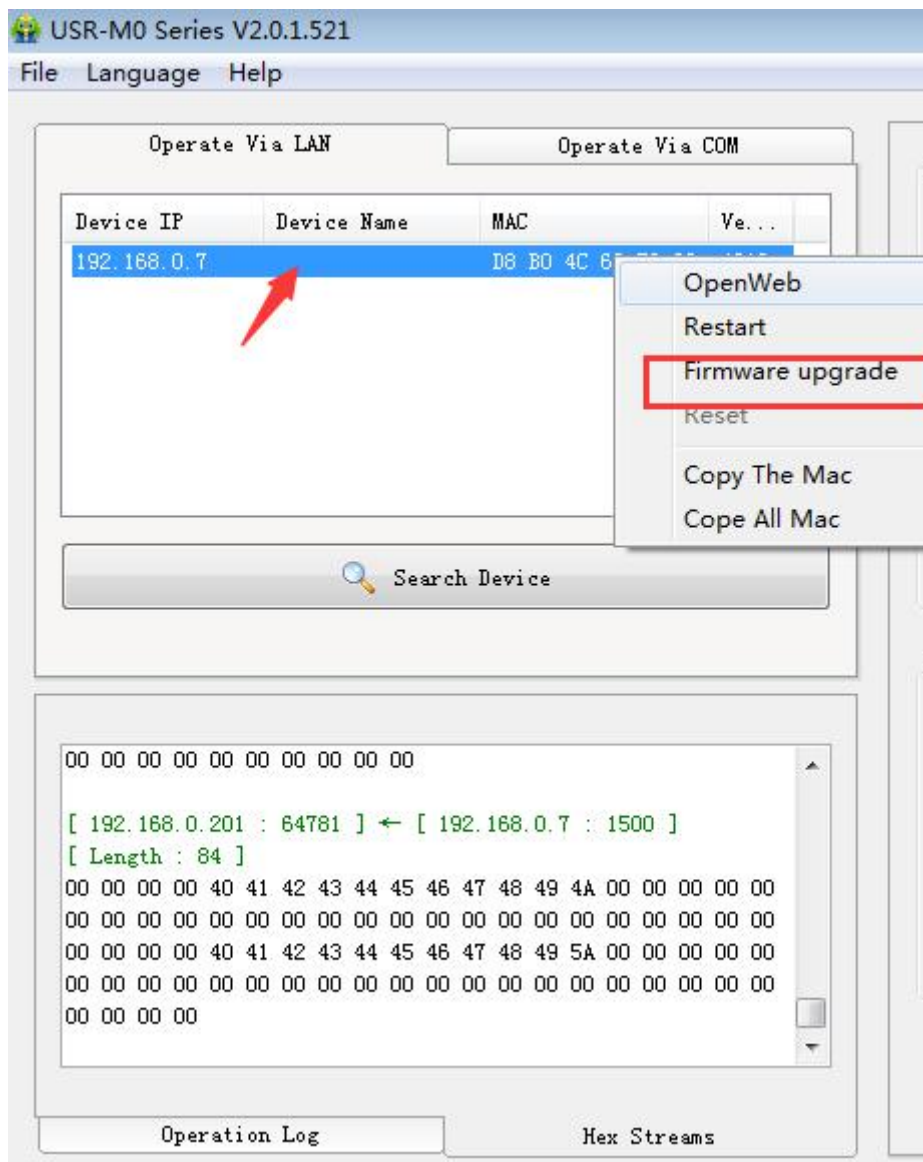 USR-M0 Series V2.0.1.521
File Language Help
Operate Via LAN Operate Via COM
Device IP Device Name MAC Ve...
192.168.0.7 D8 B0 4C
OpenWeb
Restart
Firmware upgrade
Reset
Copy The Mac
Cope All Mac
Search Device
00 00 00 00 00 00 00 00 00 00
[ 192.168.0.201 : 64781 ] ← [ 192.168.0.7 : 1500 ]
[ Length : 84 ]
00 00 00 00 40 41 42 43 44 45 46 47 48 49 4A 00 00 00 00 00
00 00 00 00 00 00 00 00 00 00 00 00 00 00 00 00 00 00 00 00
00 00 00 00 40 41 42 43 44 45 46 47 48 49 5A 00 00 00 00 00
00 00 00 00 00 00 00 00 00 00 00 00 00 00 00 00 00 00 00 00
00 00 00 00
Operation Log Hex Streams